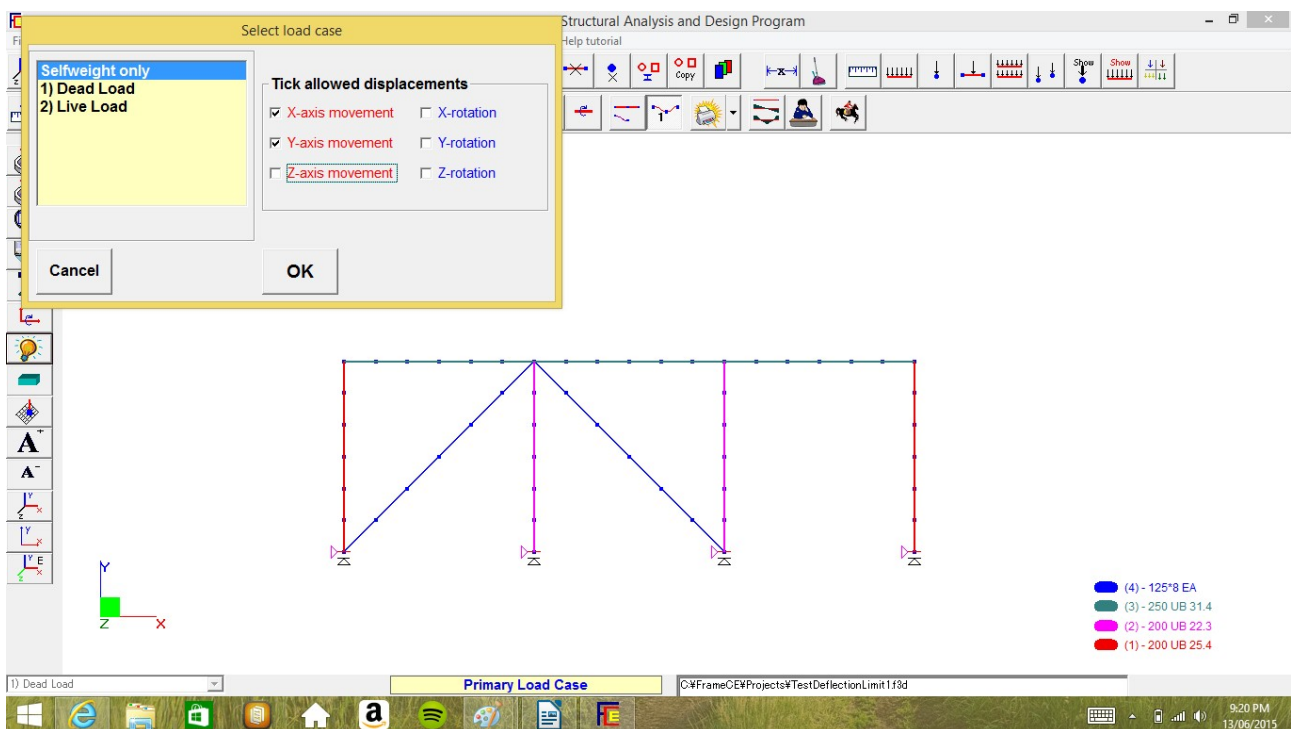 Select load case
Structural Analysis and Design Program
Fi
Help tutorial
Selfweight only
1) Dead Load
2) Live Load
Tick allowed displacements
X-axis movement
X-rotation
Y-axis movement
Y-rotation
Z-axis movement
Z-rotation
Cancel
OK
Copy
x
Show
Show
1
A+
A-
Y
x
z
Y
x
Y E
x
z
Y
Z
X
(4) - 125*8 EA
(3) - 250 UB 31.4
(2) - 200 UB 22.3
(1) - 200 UB 25.4
1) Dead Load
Primary Load Case
C:¥FrameCE¥Projects¥TestDeflectionLimit1.f3d
9:20 PM
13/06/2015